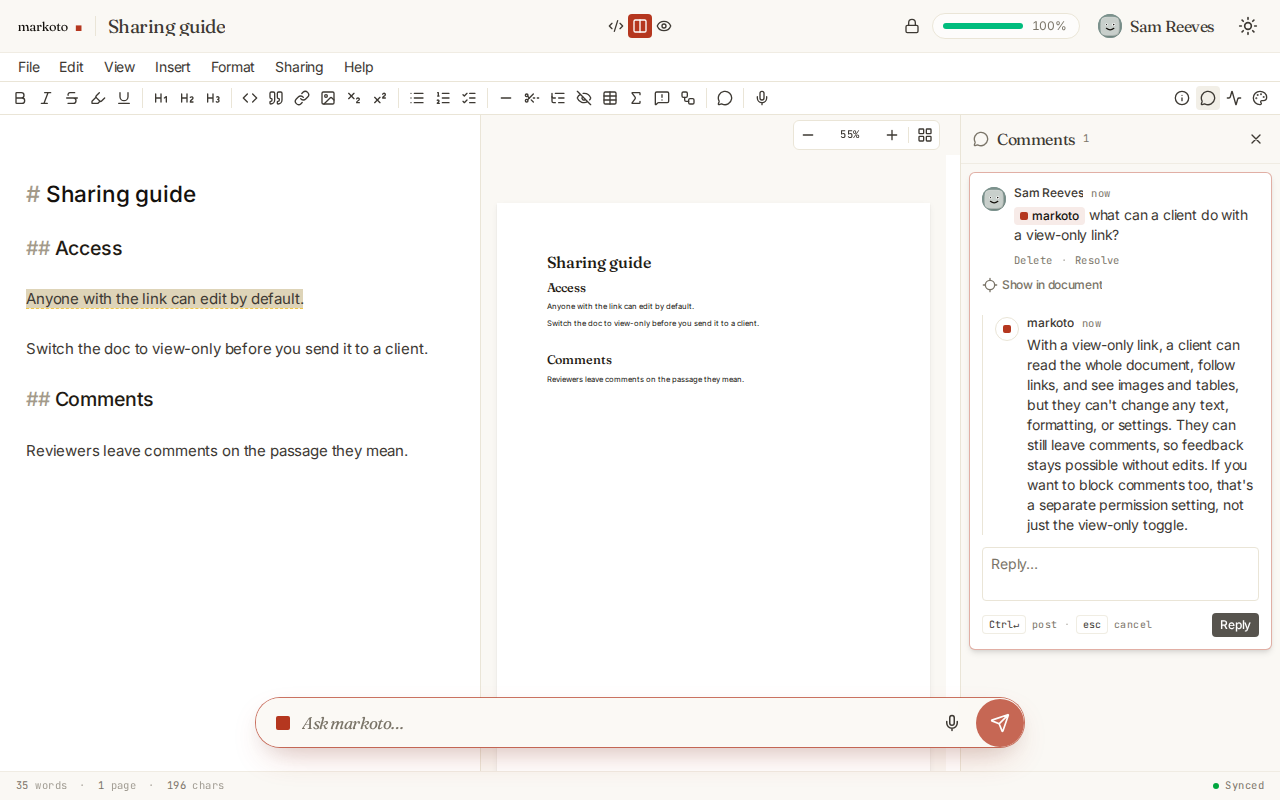 markoto
Sharing guide
100%
Sam Reeves
File Edit View Insert Format Sharing Help
H1 H2 H3
55%
Comments 1
# Sharing guide
## Access
Anyone with the link can edit by default.
Switch the doc to view-only before you send it to a client.
## Comments
Reviewers leave comments on the passage they mean.
Sharing guide
Access
Anyone with the link can edit by default.
Switch the doc to view-only before you send it to a client.
Comments
Reviewers leave comments on the passage they mean.
Sam Reeves now
markoto what can a client do with
a view-only link?
Delete · Resolve
Show in document
markoto now
With a view-only link, a client can
read the whole document, follow
links, and see images and tables,
but they can't change any text,
formatting, or settings. They can
still leave comments, so feedback
stays possible without edits. If you
want to block comments too, that's
a separate permission setting, not
just the view-only toggle.
Reply...
Ctrl↵ post · esc cancel
Reply
Ask markoto...
35 words · 1 page · 196 chars
Synced